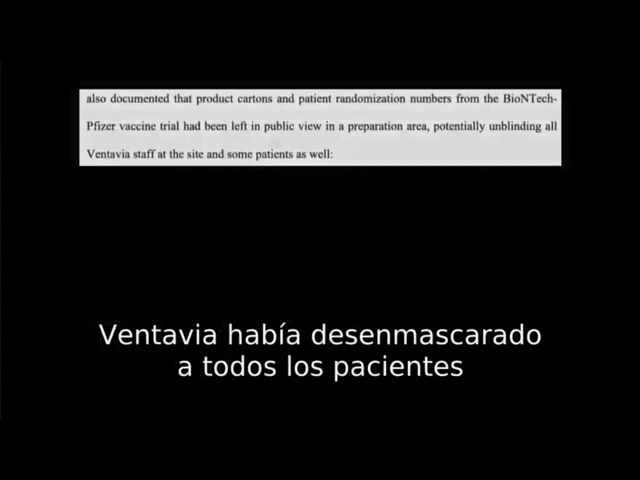 also documented that product cartons and patient randomization numbers from the BioNTech-
Pfizer vaccine trial had been left in public view in a preparation area, potentially unblinding all
Ventavia staff at the site and some patients as well:
Ventavia había desenmascarado
a todos los pacientes